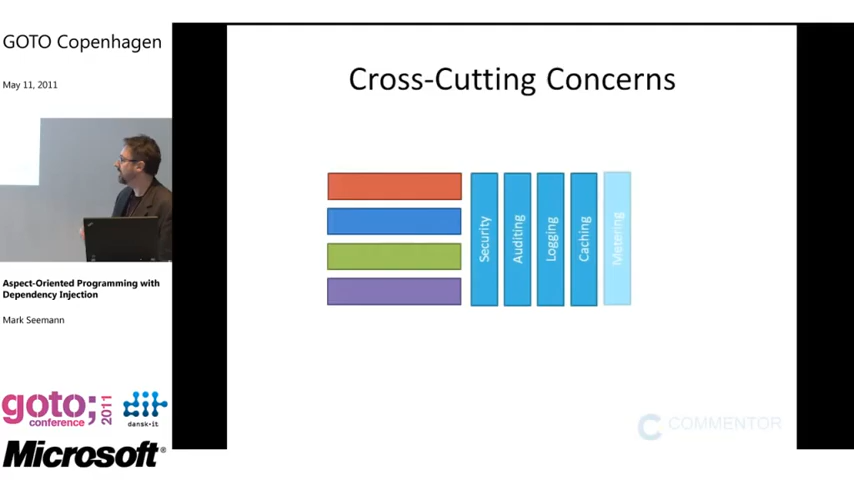 GOTO Copenhagen
May 11, 2011
Aspect-Oriented Programming with
Dependency Injection
Mark Seemann
goto;
conference
2011
dansk-it
Microsoft®
Cross-Cutting Concerns
Security
Auditing
Logging
Caching
Metering
C COMMENTOR